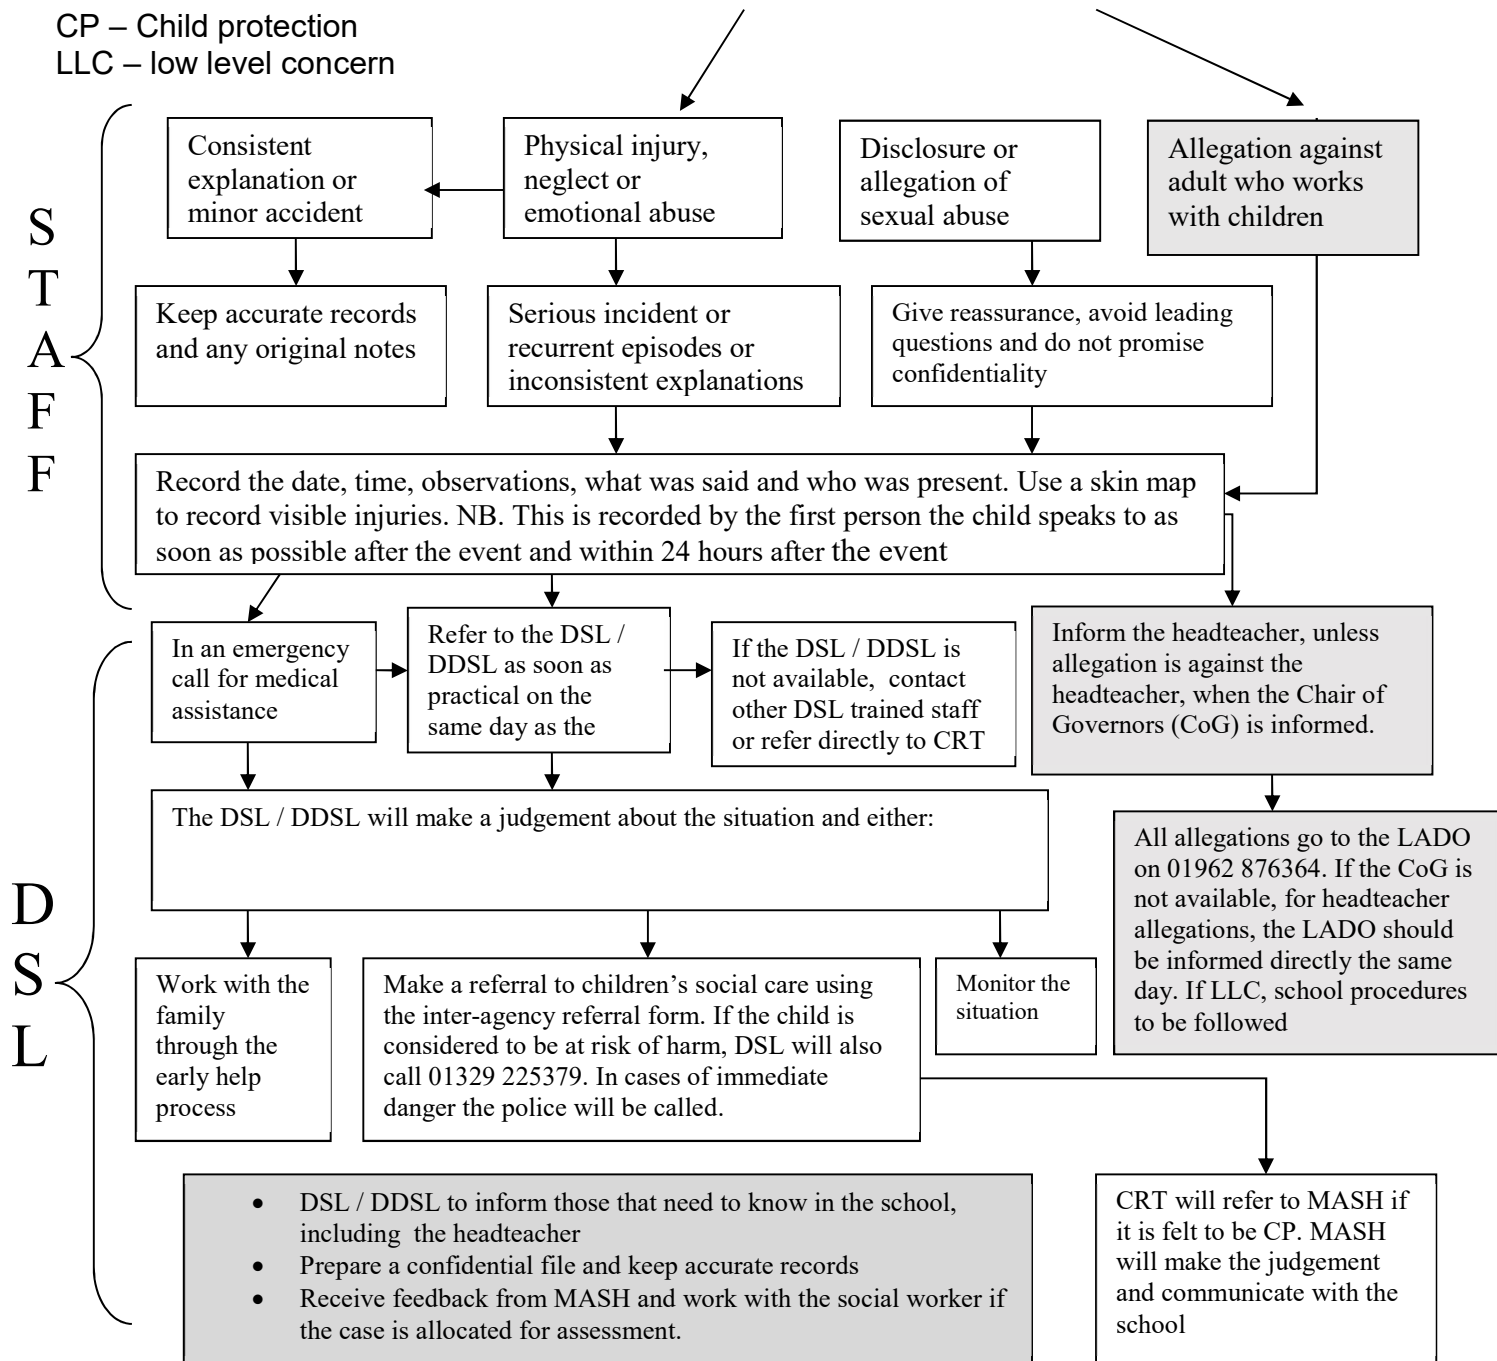 CP – Child protection
LLC – low level concern
S
T
A
F
F
Consistent
explanation or
minor accident
Physical injury,
neglect or
emotional abuse
Disclosure or
allegation of
sexual abuse
Allegation against
adult who works
with children
Keep accurate records
and any original notes
Serious incident or
recurrent episodes or
inconsistent explanations
Give reassurance, avoid leading
questions and do not promise
confidentiality
Record the date, time, observations, what was said and who was present. Use a skin map
to record visible injuries. NB. This is recorded by the first person the child speaks to as
soon as possible after the event and within 24 hours after the event
D
S
L
In an emergency
call for medical
assistance
Refer to the DSL /
DDSL as soon as
practical on the
same day as the
If the DSL / DDSL is
not available, contact
other DSL trained staff
or refer directly to CRT
Inform the headteacher, unless
allegation is against the
headteacher, when the Chair of
Governors (CoG) is informed.
The DSL / DDSL will make a judgement about the situation and either:
All allegations go to the LADO
on 01962 876364. If the CoG is
not available, for headteacher
allegations, the LADO should
be informed directly the same
day. If LLC, school procedures
to be followed
Work with the
family
through the
early help
process
Make a referral to children’s social care using
the inter-agency referral form. If the child is
considered to be at risk of harm, DSL will also
call 01329 225379. In cases of immediate
danger the police will be called.
Monitor the
situation
• DSL / DDSL to inform those that need to know in the school,
including the headteacher
• Prepare a confidential file and keep accurate records
• Receive feedback from MASH and work with the social worker if
the case is allocated for assessment.
CRT will refer to MASH if
it is felt to be CP. MASH
will make the judgement
and communicate with the
school